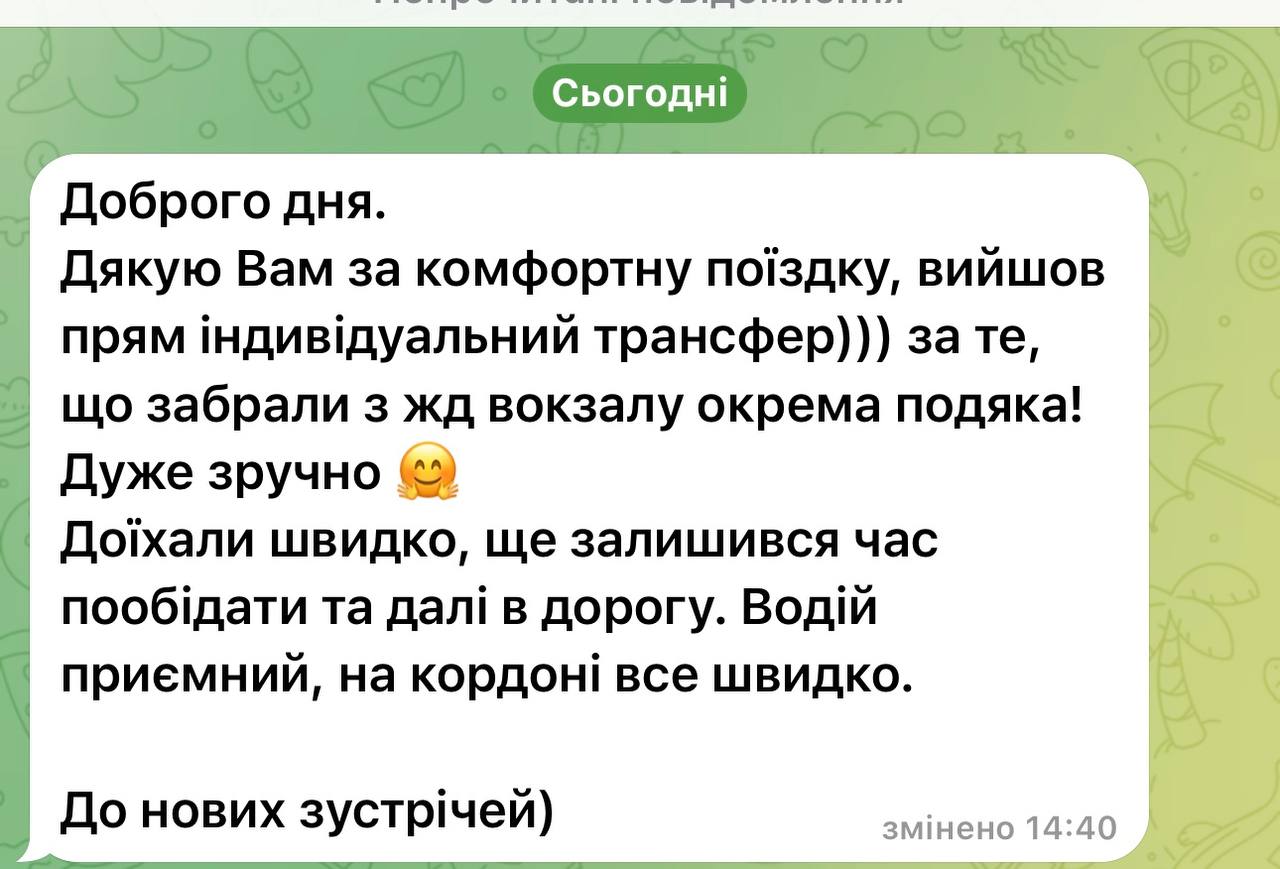 Непрочитані повідомлення
Сьогодні
Доброго дня.
Дякую Вам за комфортну поїздку, вийшов
прям індивідуальний трансфер))) за те,
що забрали з жд вокзалу окрема подяка!
Дуже зручно 🤗
Доїхали швидко, ще залишився час
пообідати та далі в дорогу. Водій
приємний, на кордоні все швидко.
До нових зустрічей)
змінено 14:40